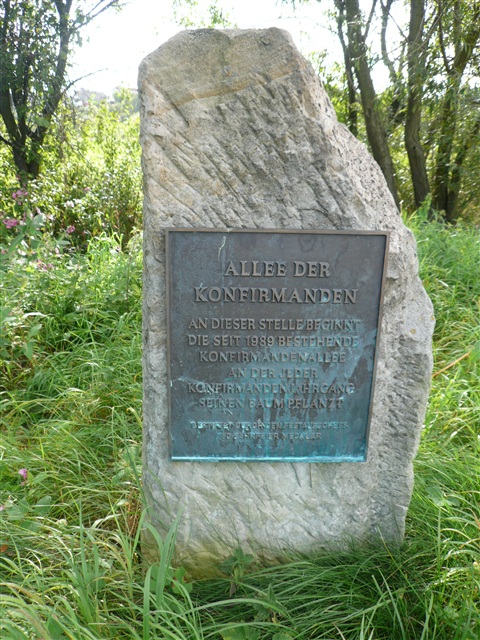 ALLEE DER
KONFIRMANDEN
AN DIESER STELLE BEGINNT
DIE SEIT 1989 BESTEHENDE
KONFIRMANDENALLEE
AN DER JEDER
KONFIRMANDENJAHRGANG
SEINEN BAUM PFLANZT